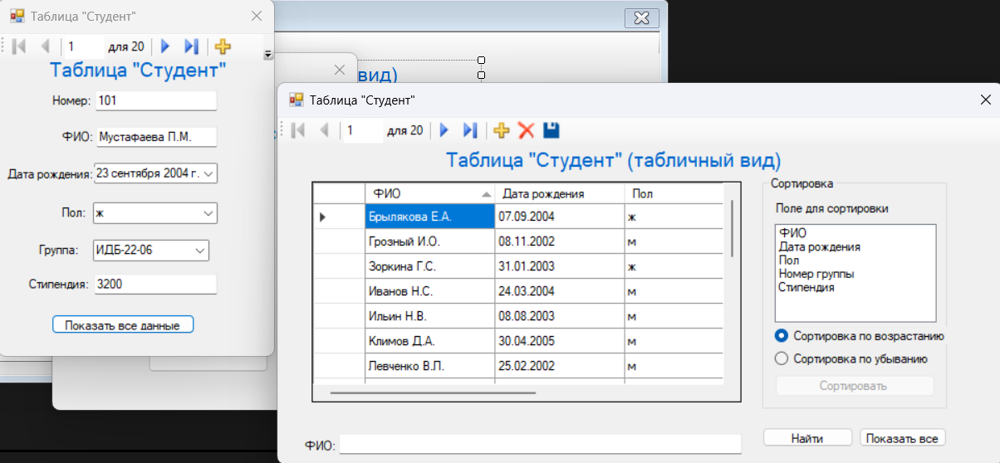 Таблица "Студент"
1 для 20
Таблица "Студент"
Номер: 101
ФИО: Мустафаева П.М.
Дата рождения: 23 сентября 2004 г.
Пол: ж
Группа: ИДБ-22-06
Стипендия: 3200
Показать все данные
вид)
Таблица "Студент"
1 для 20
Таблица "Студент" (табличный вид)
ФИО Дата рождения Пол
Брылякова Е.А. 07.09.2004 ж
Грозный И.О. 08.11.2002 м
Зоркина Г.С. 31.01.2003 ж
Иванов Н.С. 24.03.2004 м
Ильин Н.В. 08.08.2003 м
Климов Д.А. 30.04.2005 м
Левченко В.Л. 25.02.2002 м
Сортировка
Поле для сортировки
ФИО
Дата рождения
Пол
Номер группы
Стипендия
Сортировка по возрастанию
Сортировка по убыванию
Сортировать
ФИО:
Найти Показать все